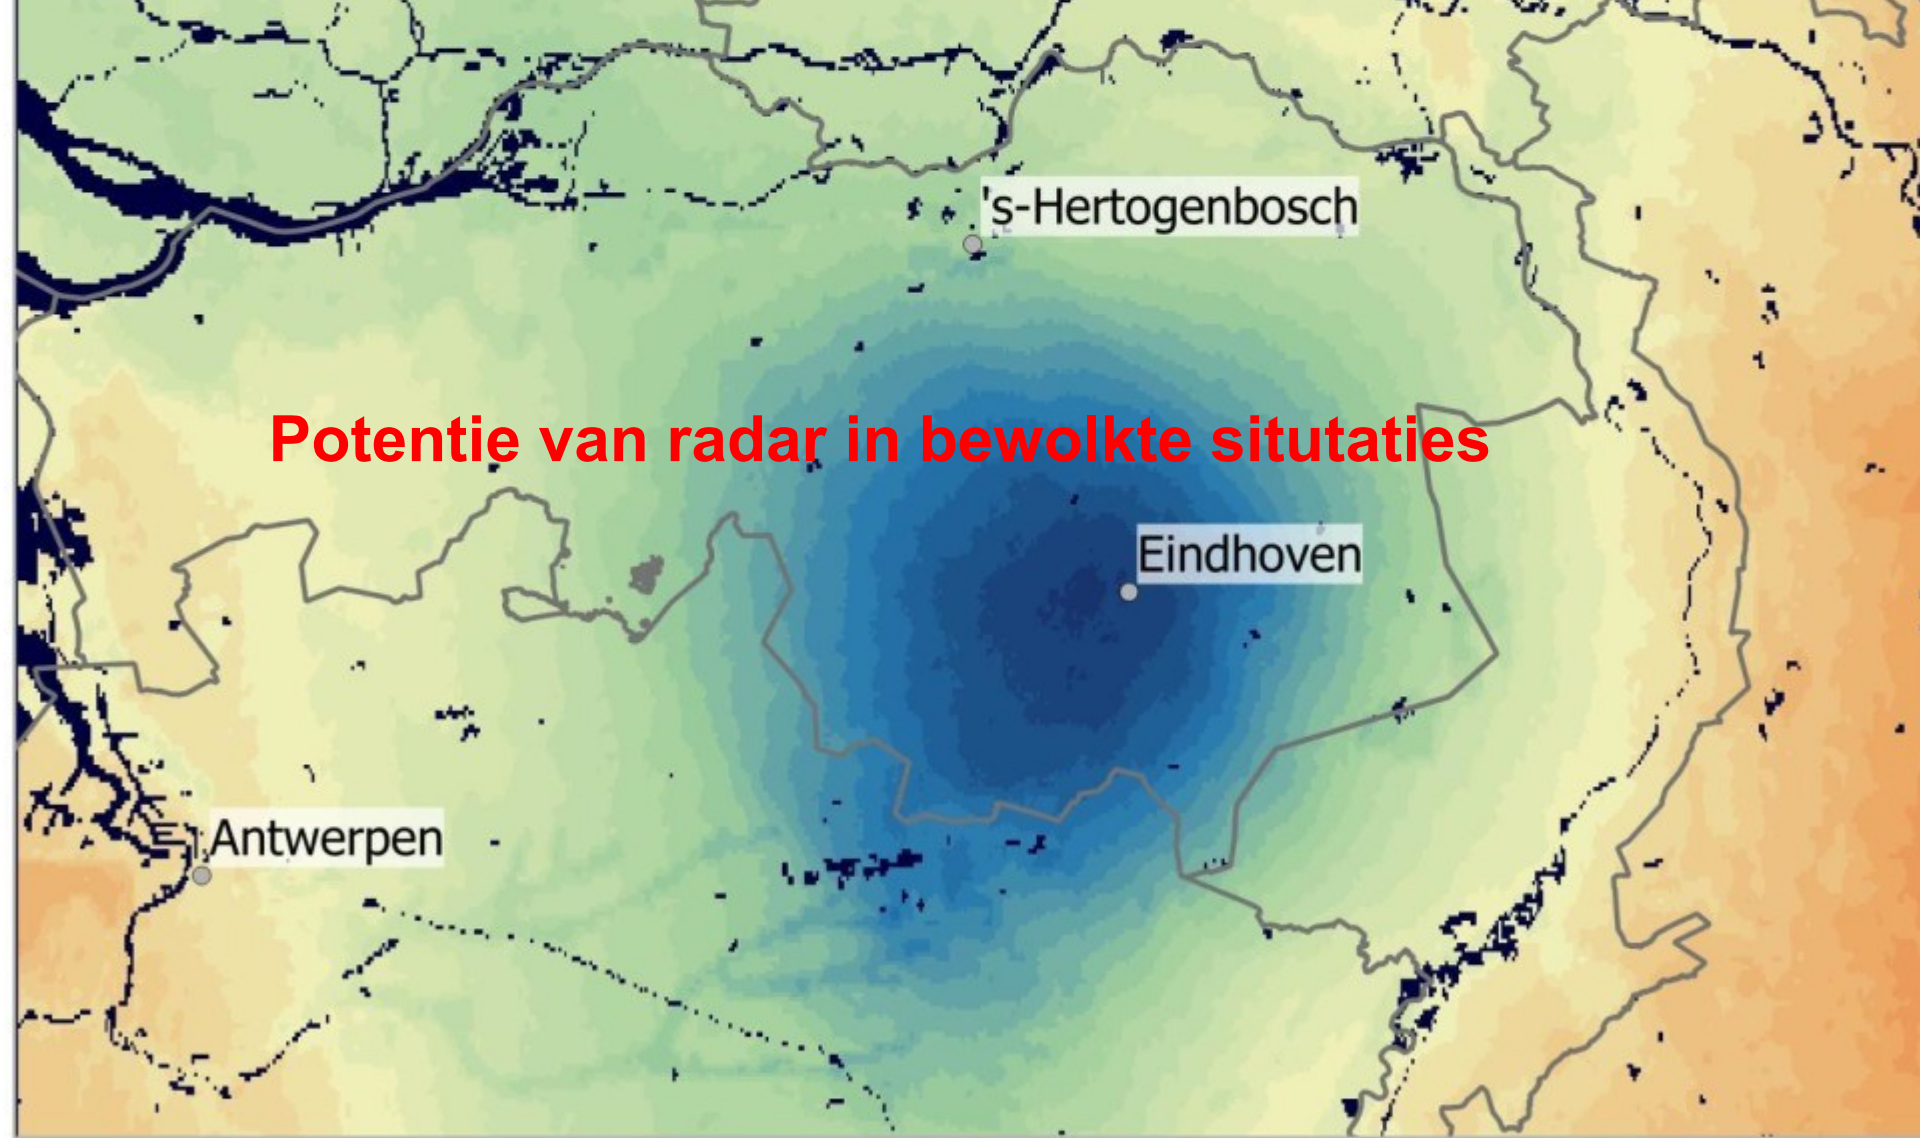 's-Hertogenbosch
Potentie van radar in bewolkte situtaties
Eindhoven
Antwerpen